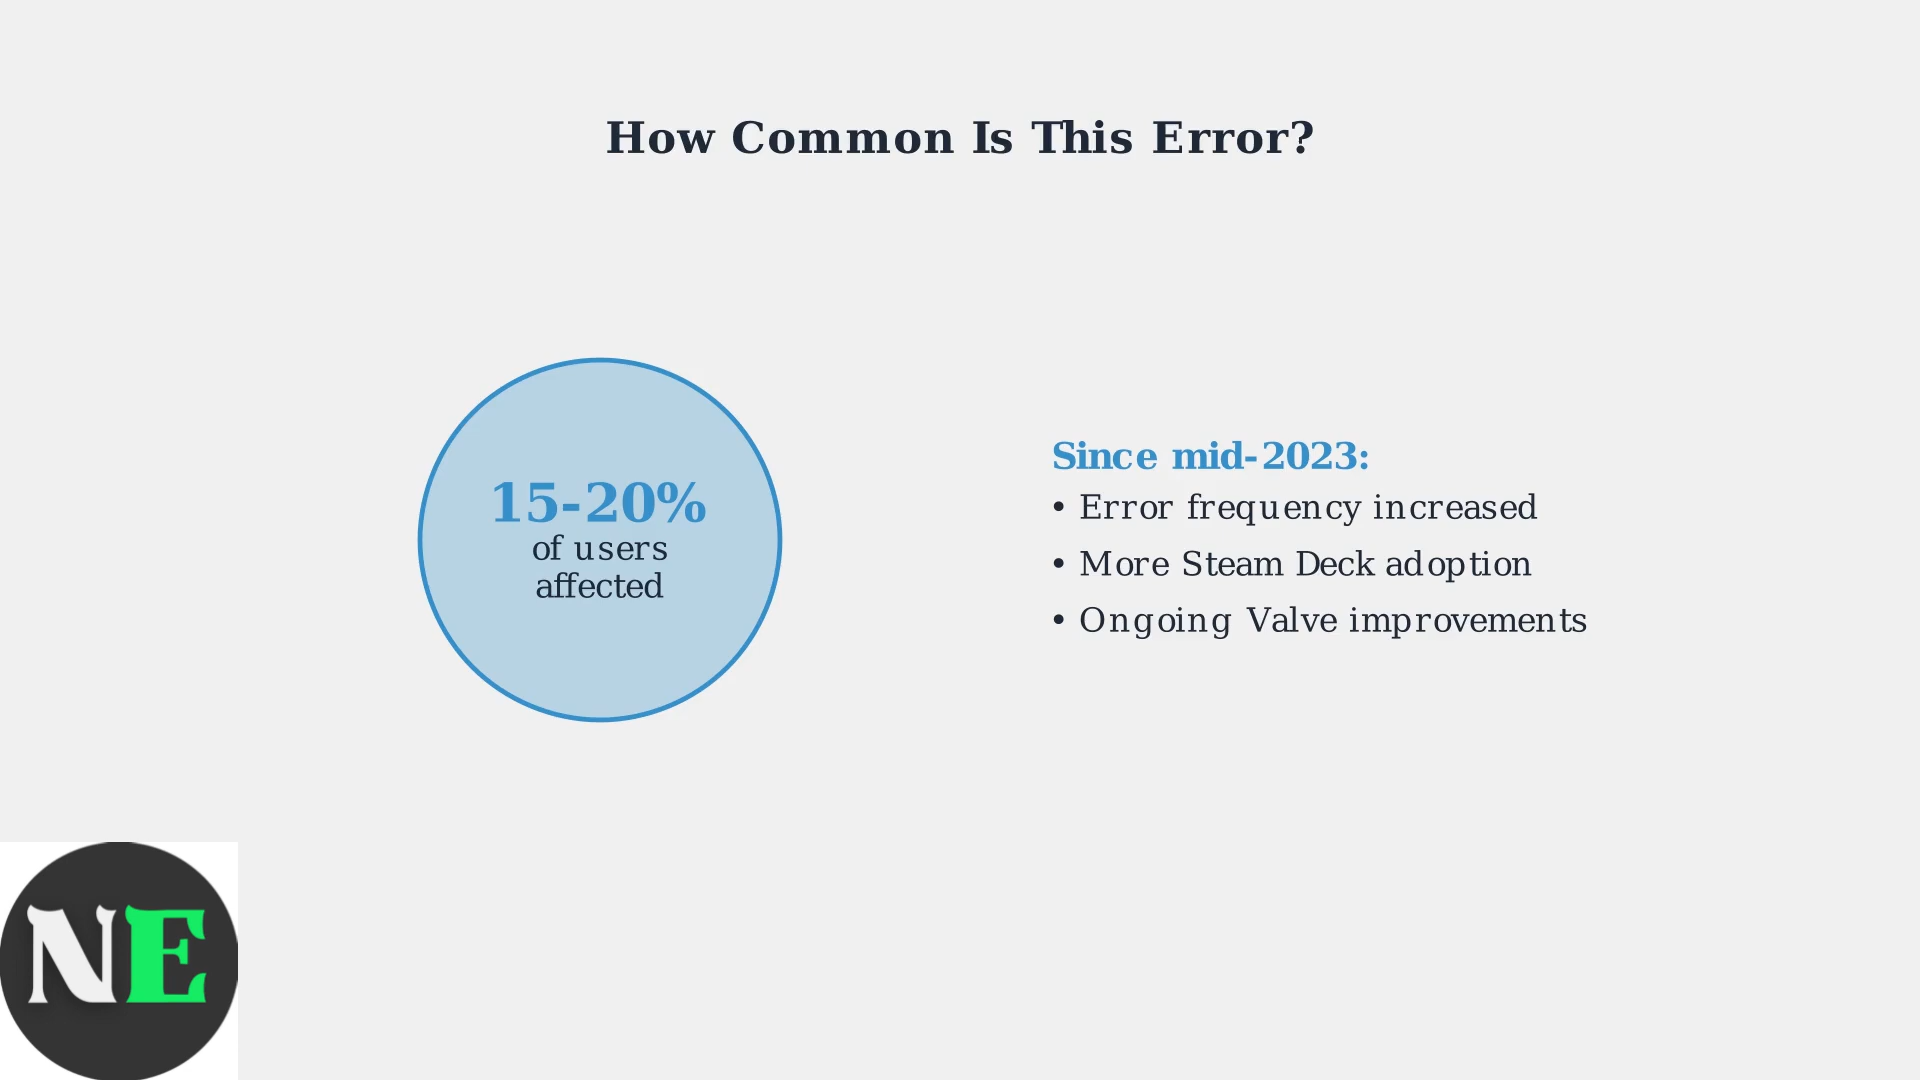 How Common Is This Error?
15-20%
of users
affected
Since mid-2023:
• Error frequency increased
• More Steam Deck adoption
• Ongoing Valve improvements
NE